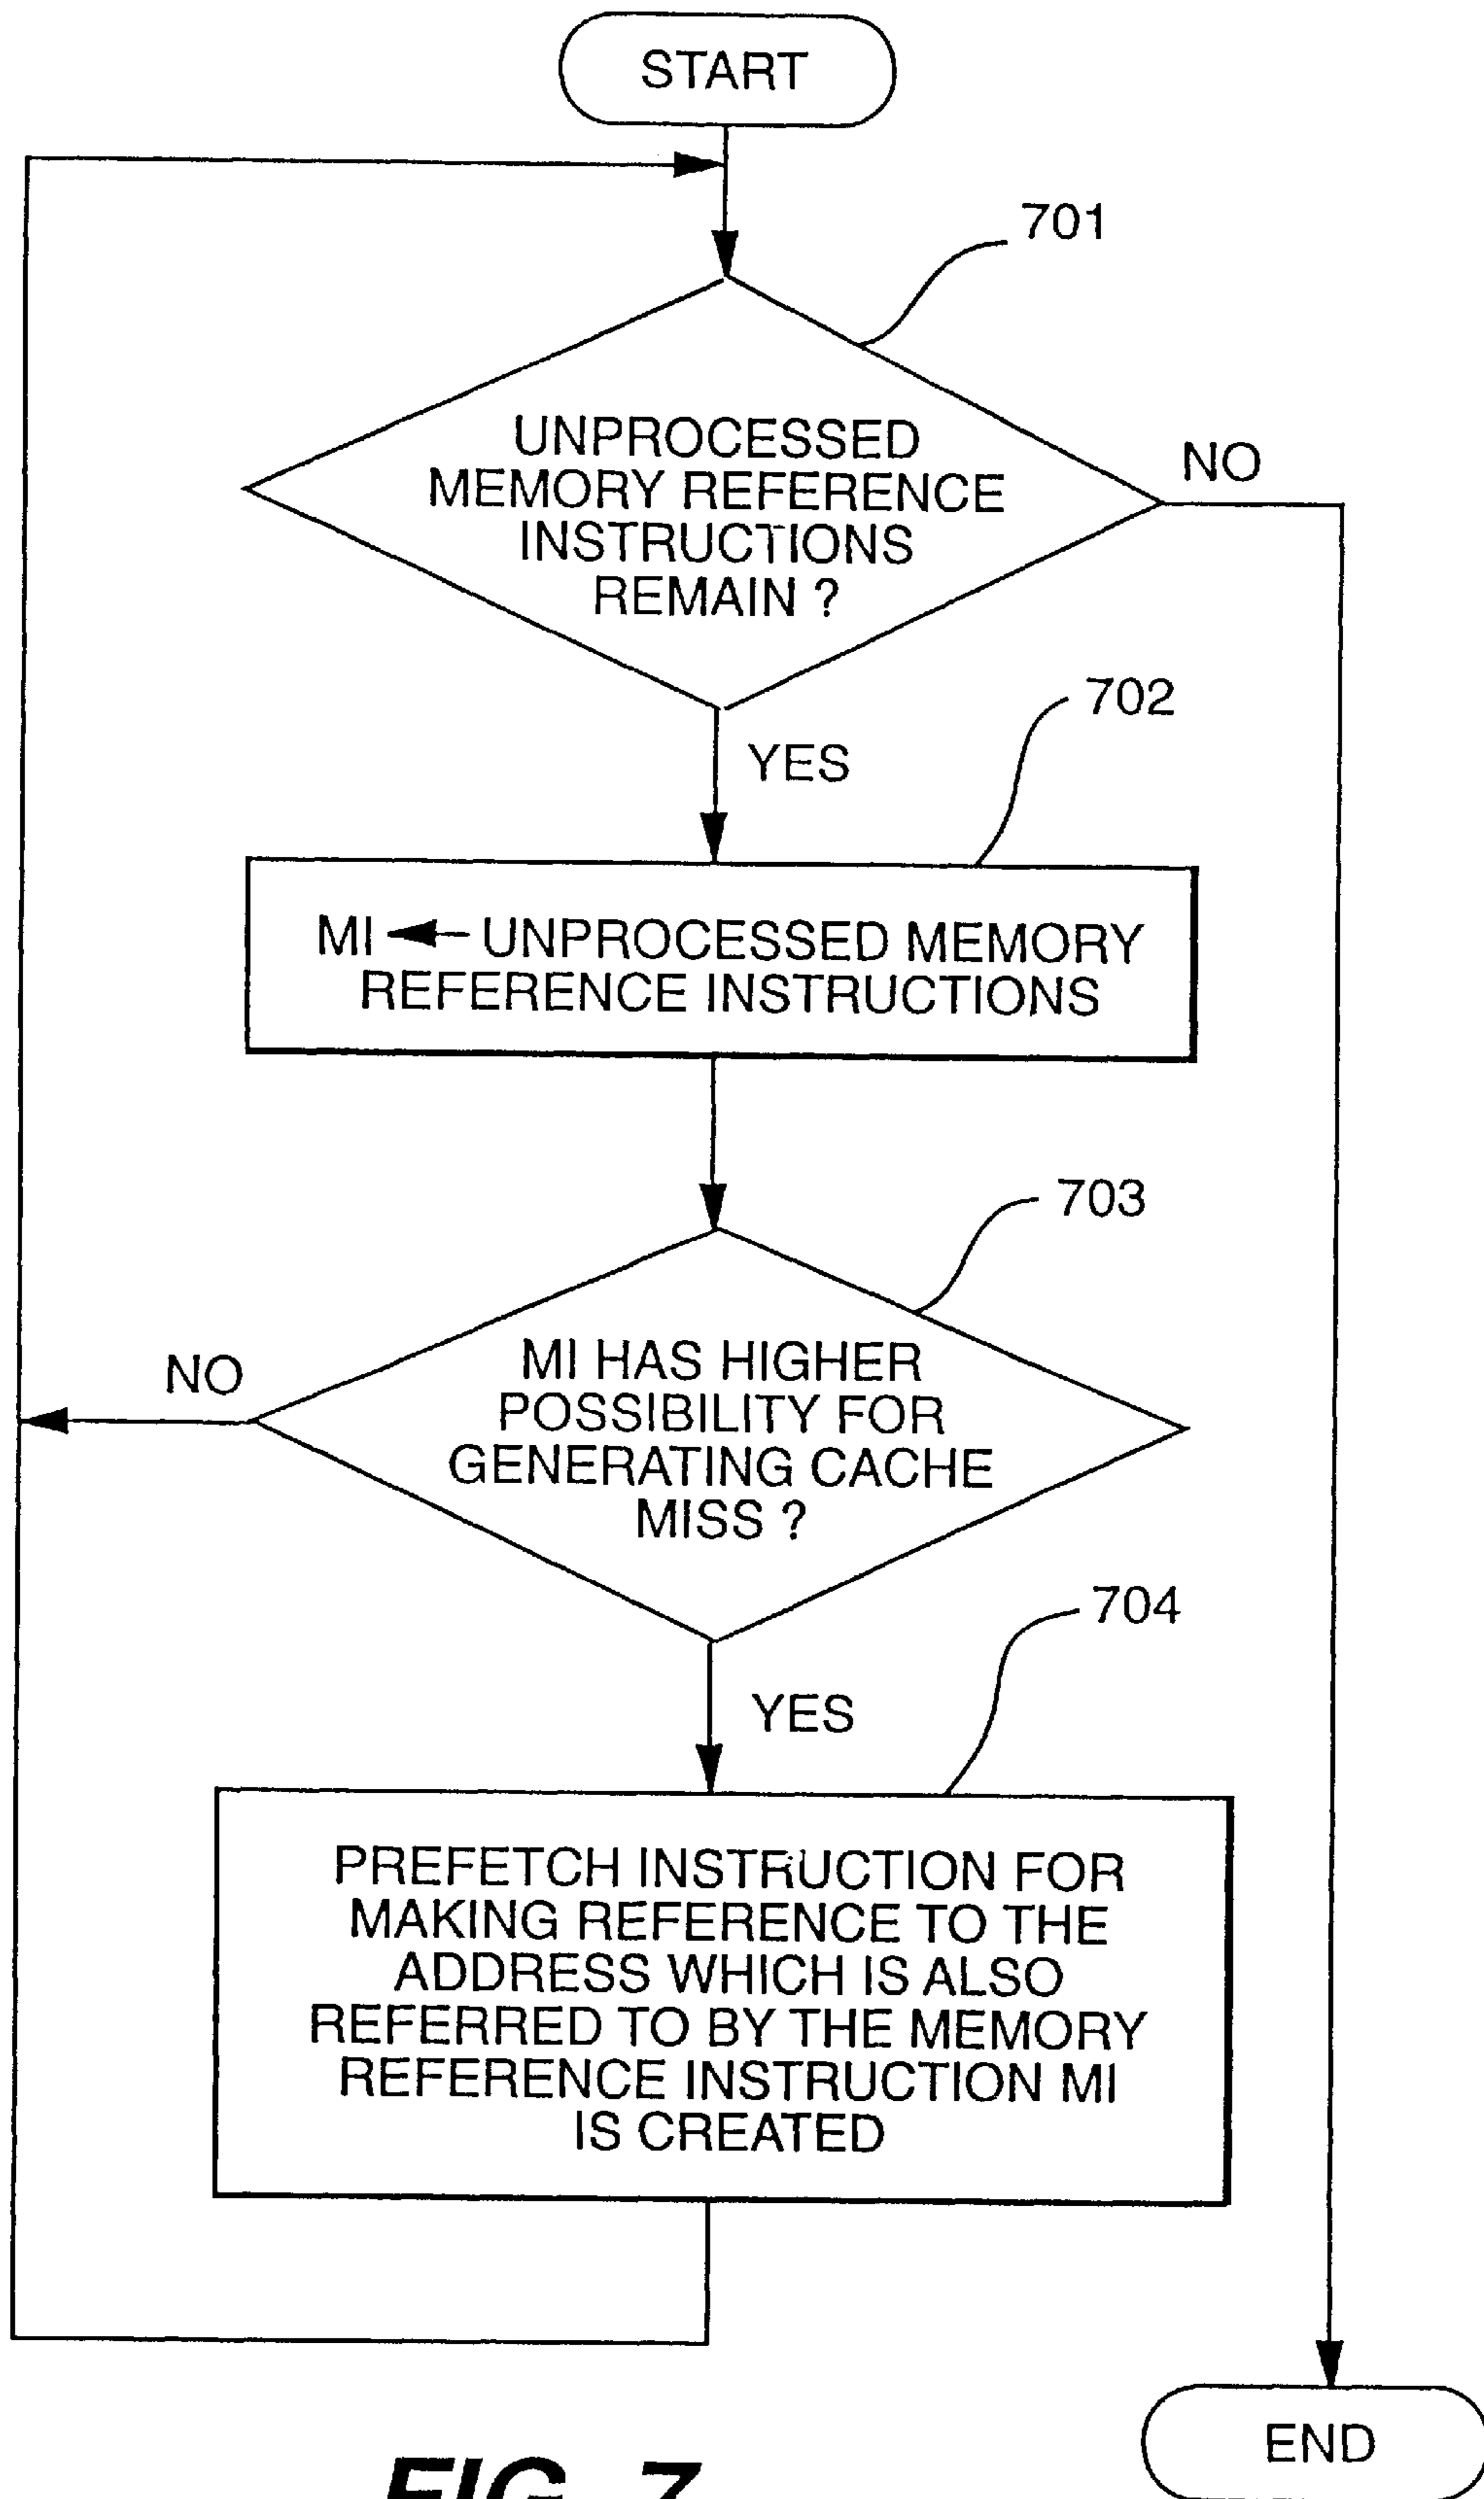 START
701
UNPROCESSED
MEMORY REFERENCE
INSTRUCTIONS
REMAIN ?
NO
YES
702
MI ← UNPROCESSED MEMORY
REFERENCE INSTRUCTIONS
703
MI HAS HIGHER
POSSIBILITY FOR
GENERATING CACHE
MISS ?
NO
YES
704
PREFETCH INSTRUCTION FOR
MAKING REFERENCE TO THE
ADDRESS WHICH IS ALSO
REFERRED TO BY THE MEMORY
REFERENCE INSTRUCTION MI
IS CREATED
END
FIG. 7